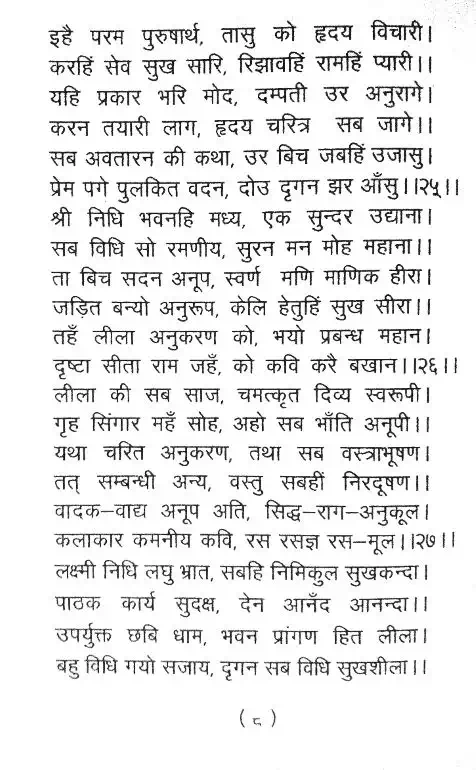 इहै परम पुरुषार्थ, तासु को हृदय विचारी।
करहिं सेव सुख सारि, रिझावहिं रामहिं प्यारी।।
यहि प्रकार भरि मोद, दम्पती उर अनुरागे।
करन तयारी लाग, हृदय चरित्र सब जागे।।
सब अवतारन की कथा, उर बिच जबहिं उजासु।
प्रेम पगे पुलकित वदन, दोउ दृगन झर आँसु।।२५।।
श्री निधि भवनहि मध्य, एक सुन्दर उद्याना।
सब विधि सो रमणीय, सुरन मन मोह महाना।।
ता बिच सदन अनूप, स्वर्ण मणि माणिक हीरा।
जड़ित बन्यो अनुरूप, केलि हेतुहिं सुख सीरा।।
तहँ लीला अनुकरण को, भयो प्रबन्ध महान।
दृष्टा सीता राम जहँ, को कवि करै बखान।।२६।।
लीला की सब साज, चमत्कृत दिव्य स्वरूपी।
गृह सिंगार महँ सोह, अहो सब भाँति अनूपी।।
यथा चरित अनुकरण, तथा सब वस्त्राभूषण।
तत् सम्बन्धी अन्य, वस्तु सबहीं निरदूषण।।
वादक–वाद्य अनूप अति, सिद्ध–राग–अनुकूल।
कलाकार कमनीय कवि, रस रसज्ञ रस–मूल।।२७।।
लक्ष्मी निधि लघु भ्रात, सबहि निमिकुल सुखकन्दा।
पाठक कार्य सुदक्ष, देन आनँद आनन्दा।।
उपर्युक्त छबि धाम, भवन प्रांगण हित लीला।
बहु विधि गयो सजाय, दृगन सब विधि सुखशीला।।
(८)